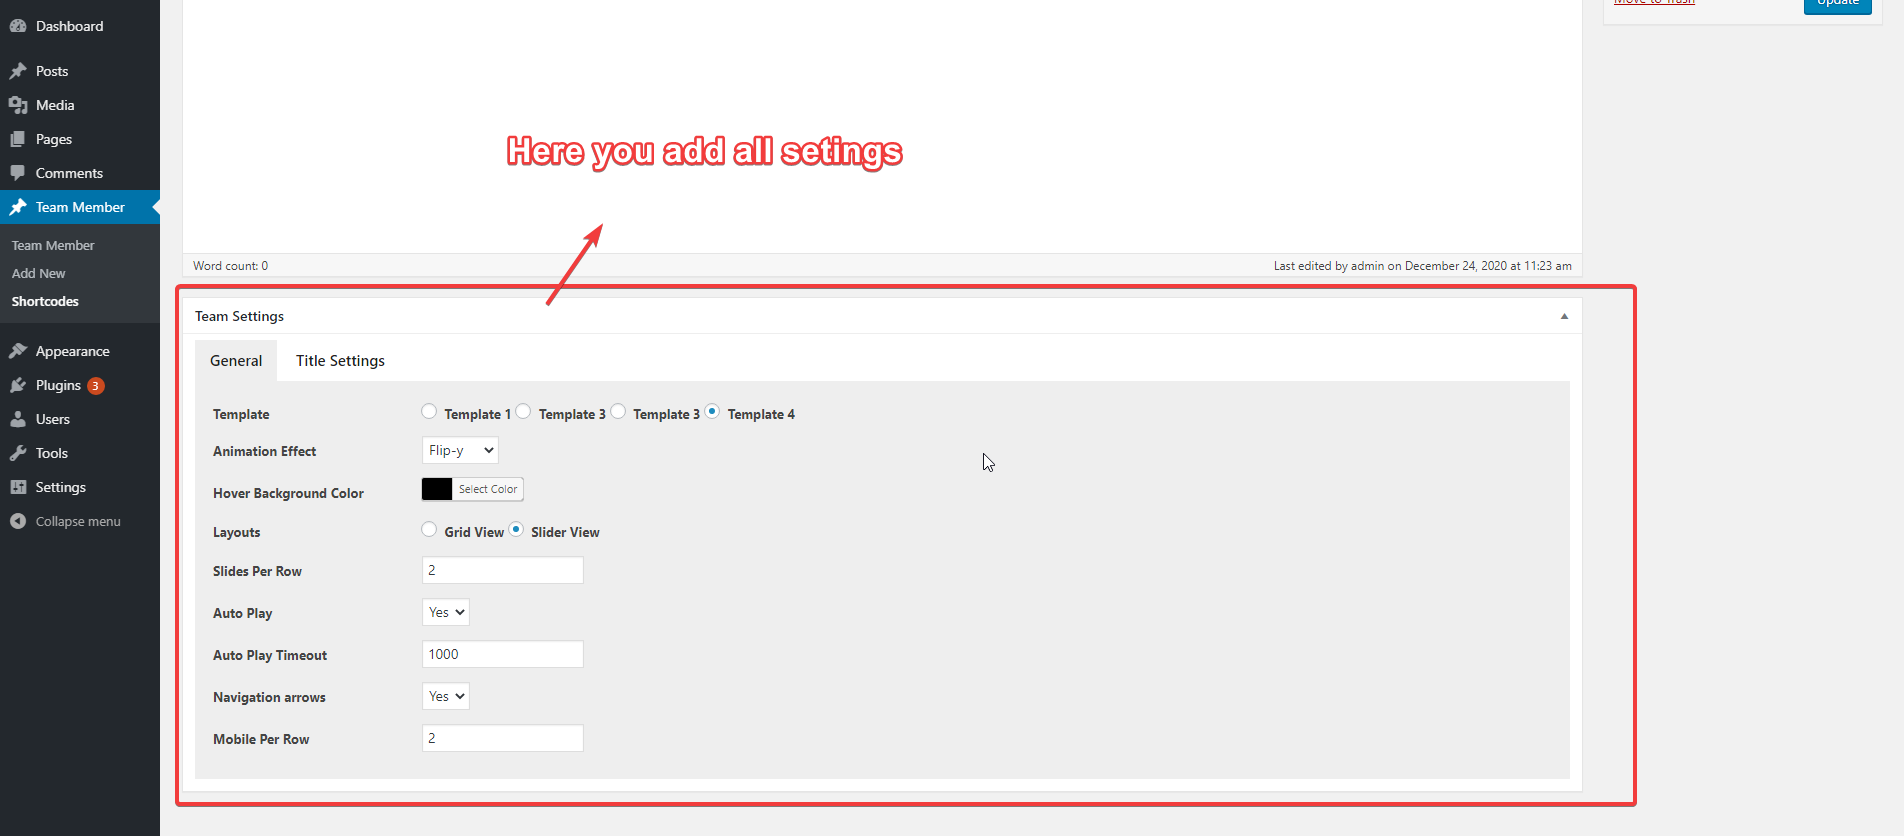 Dashboard
Posts
Media
Pages
Comments
Team Member
Team Member
Add New
Shortcodes
Appearance
Plugins 3
Users
Tools
Settings
Collapse menu
Move to Trash
Update
Here you add all setings
Word count: 0
Last edited by admin on December 24, 2020 at 11:23 am
Team Settings
General Title Settings
Template Template 1 Template 3 Template 3 Template 4
Animation Effect Flip-y
Hover Background Color Select Color
Layouts Grid View Slider View
Slides Per Row 2
Auto Play Yes
Auto Play Timeout 1000
Navigation arrows Yes
Mobile Per Row 2